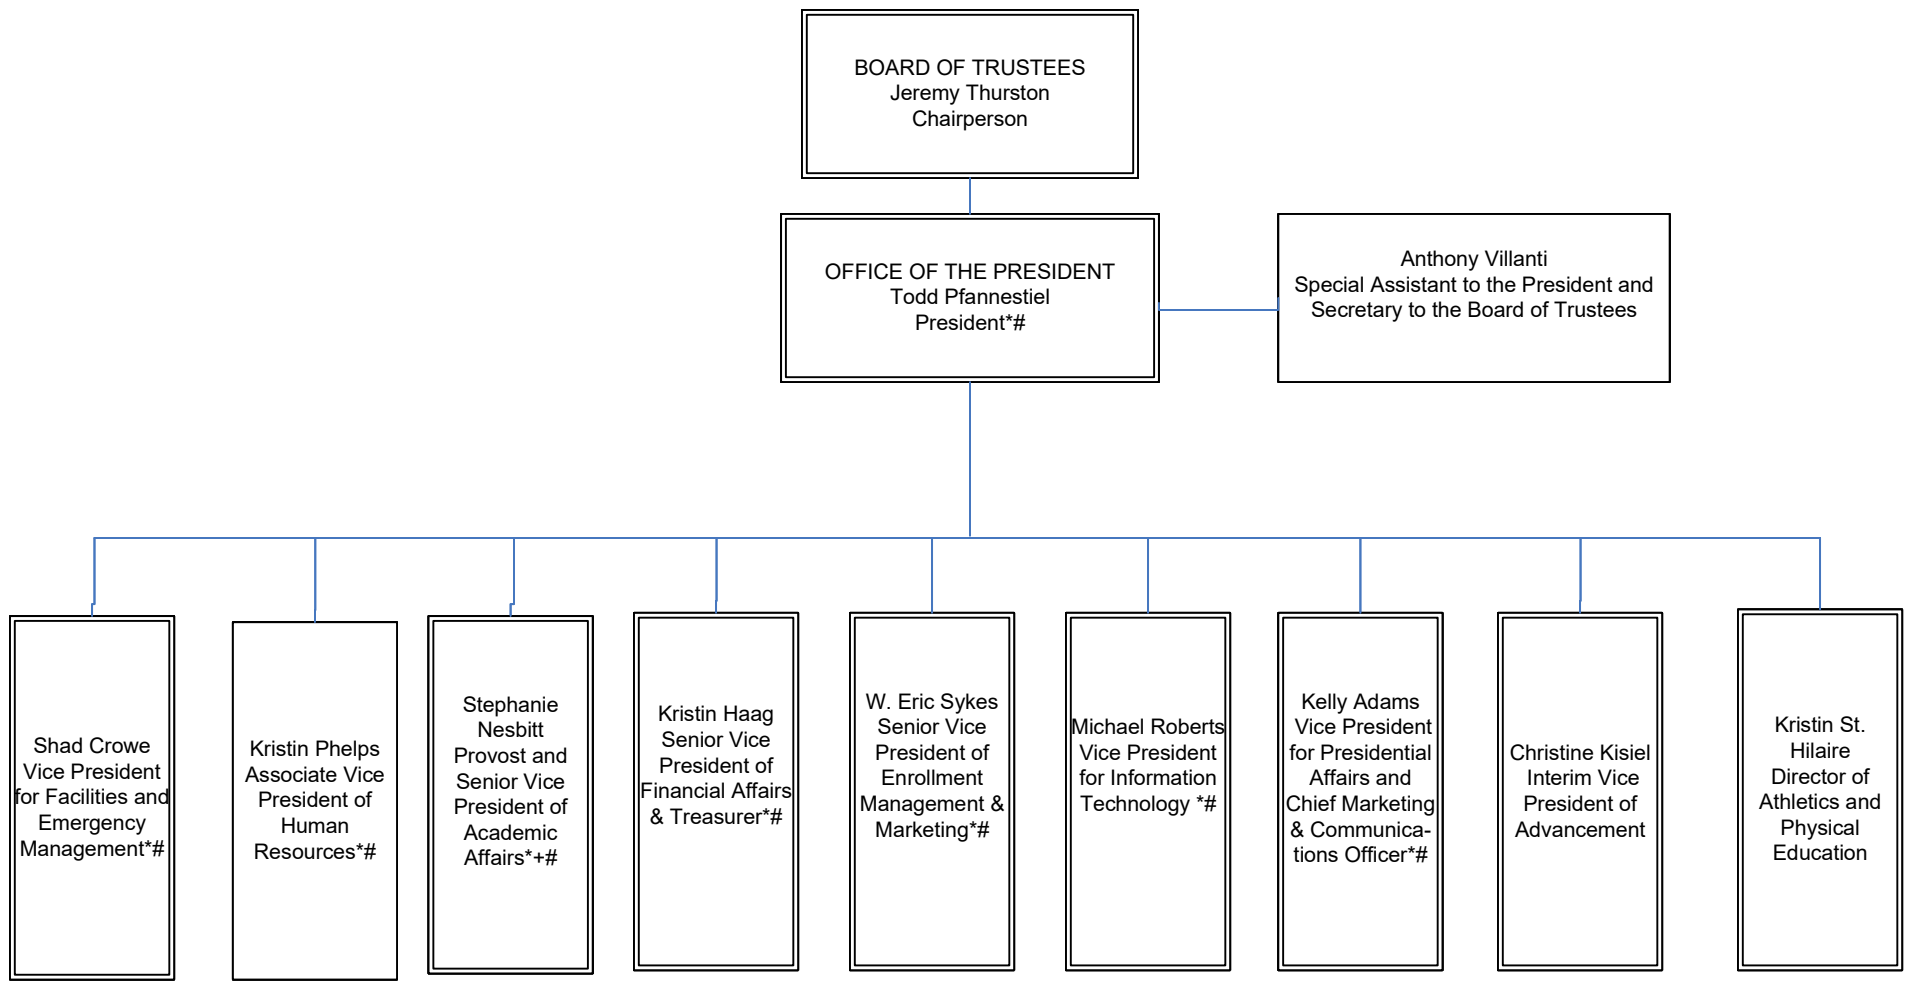 BOARD OF TRUSTEES
Jeremy Thurston
Chairperson
OFFICE OF THE PRESIDENT
Todd Pfannestiel
President*#
Anthony Villanti
Special Assistant to the President and
Secretary to the Board of Trustees
Shad Crowe
Vice President
for Facilities and
Emergency
Management*#
Kristin Phelps
Associate Vice
President of
Human
Resources*#
Stephanie
Nesbitt
Provost and
Senior Vice
President of
Academic
Affairs*+#
Kristin Haag
Senior Vice
President of
Financial Affairs
& Treasurer*#
W. Eric Sykes
Senior Vice
President of
Enrollment
Management &
Marketing*#
Michael Roberts
Vice President
for Information
Technology *#
Kelly Adams
Vice President
for Presidential
Affairs and
Chief Marketing
& Communica-
tions Officer*#
Christine Kisiel
Interim Vice
President of
Advancement
Kristin St.
Hilaire
Director of
Athletics and
Physical
Education